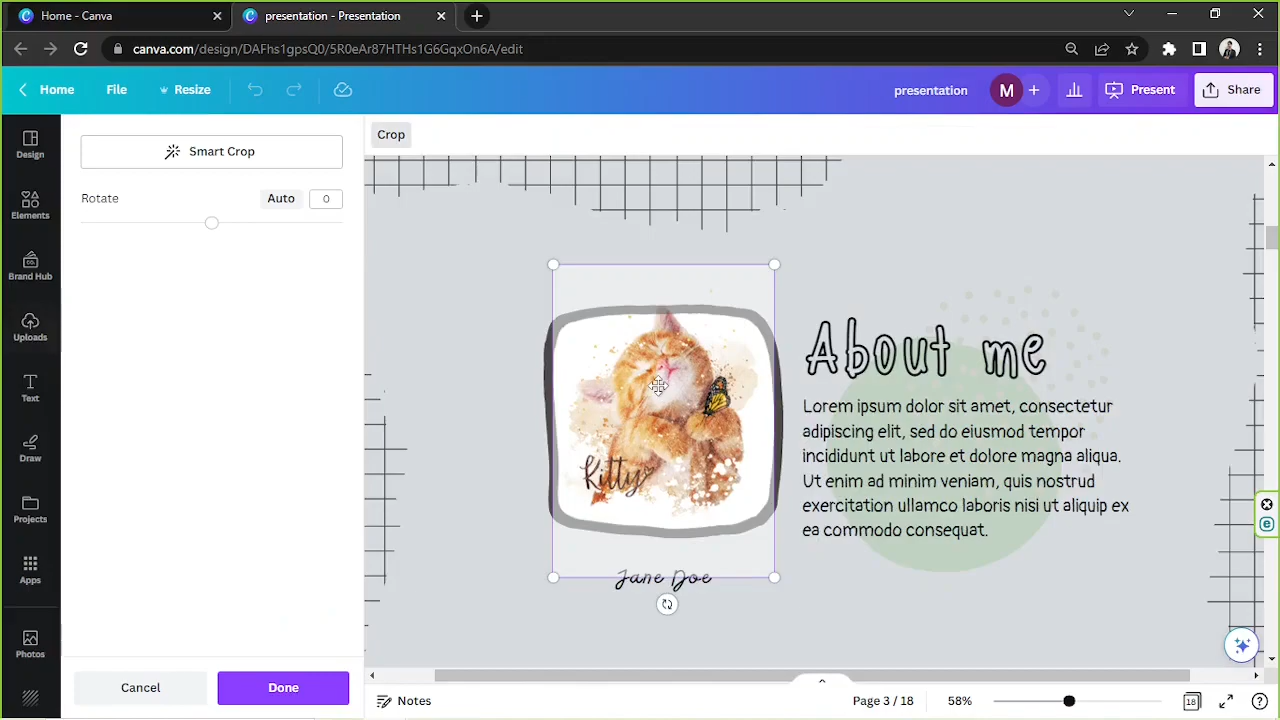 Home - Canva
presentation - Presentation
canva.com/design/DAFhs1gpsQ0/5R0eAr87HTHs1G6GqxOn6A/edit
Home
File
Resize
presentation
M
Present
Share
Design
Elements
Brand Hub
Uploads
Text
Draw
Projects
Apps
Photos
Smart Crop
Rotate
Auto
0
Cancel
Done
Crop
Kitty
Jane Doe
About me
Lorem ipsum dolor sit amet, consectetur
adipiscing elit, sed do eiusmod tempor
incididunt ut labore et dolore magna aliqua.
Ut enim ad minim veniam, quis nostrud
exercitation ullamco laboris nisi ut aliquip ex
ea commodo consequat.
Notes
Page 3 / 18
58%
18